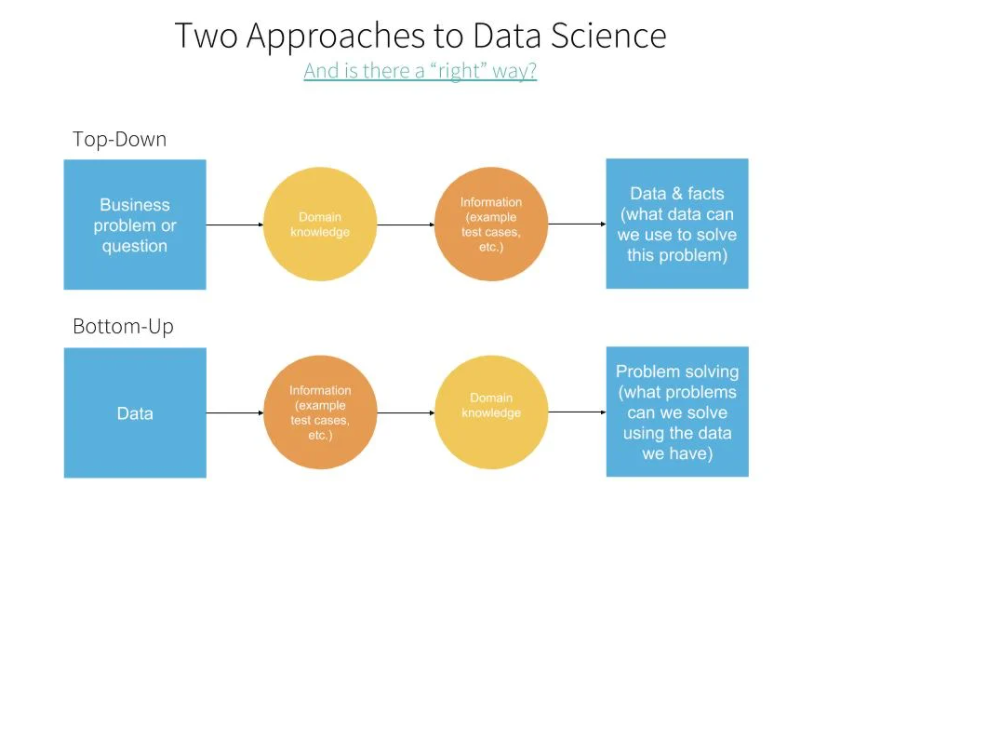 Two Approaches to Data Science
And is there a “right” way?
Top-Down
Business
problem or
question
Domain
knowledge
Information
(example
test cases,
etc.)
Data & facts
(what data can
we use to solve
this problem)
Bottom-Up
Data
Information
(example
test cases,
etc.)
Domain
knowledge
Problem solving
(what problems
can we solve
using the data
we have)